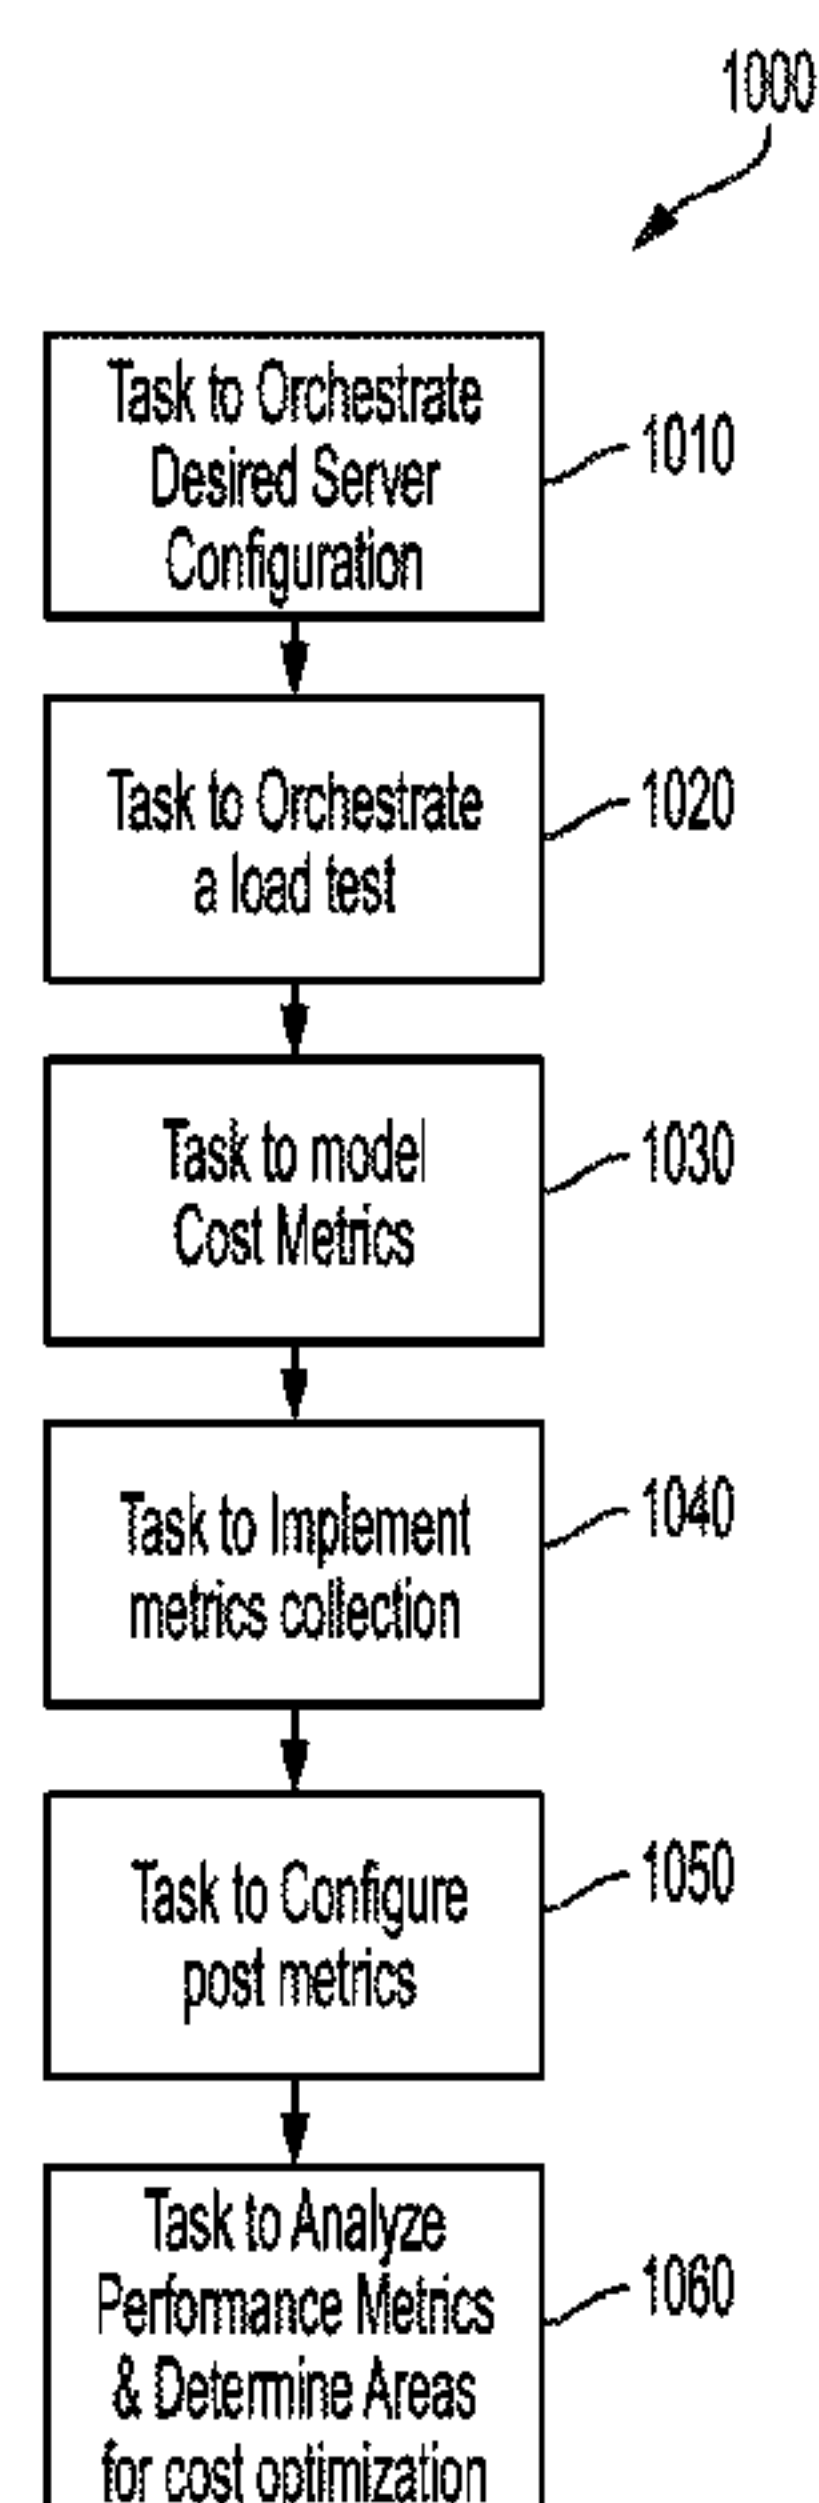 1000
Task to Orchestrate
Desired Server
Configuration
1010
Task to Orchestrate
a load test
1020
Task to model
Cost Metrics
1030
Task to Implement
metrics collection
1040
Task to Configure
post metrics
1050
Task to Analyze
Performance Metrics
& Determine Areas
for cost optimization
1060